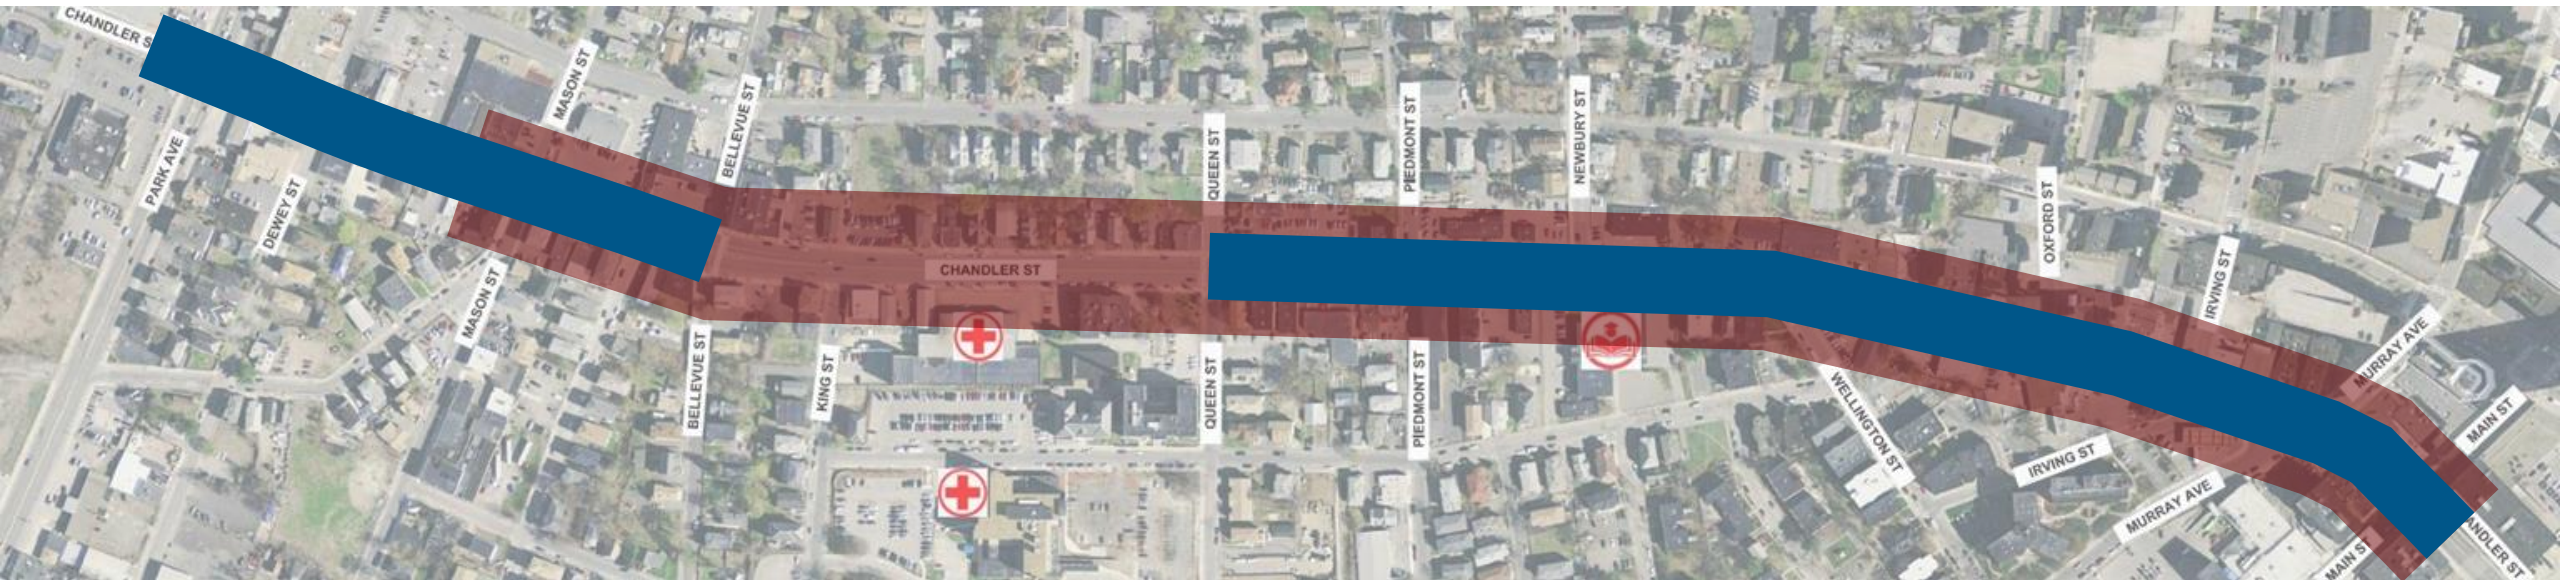 CHANDLER S
MASON ST
BELLEVUE ST
QUEEN ST
PIEDMONT ST
NEWBURY ST
PARK AVE
DEWEY ST
OXFORD ST
IRVING ST
CHANDLER ST
MASON ST
BELLEVUE ST
KING ST
QUEEN ST
PIEDMONT ST
WELLINGTON ST
IRVING ST
MURRAY AVE
MURRAY AVE
MAIN ST
MAIN S
ANDLER ST